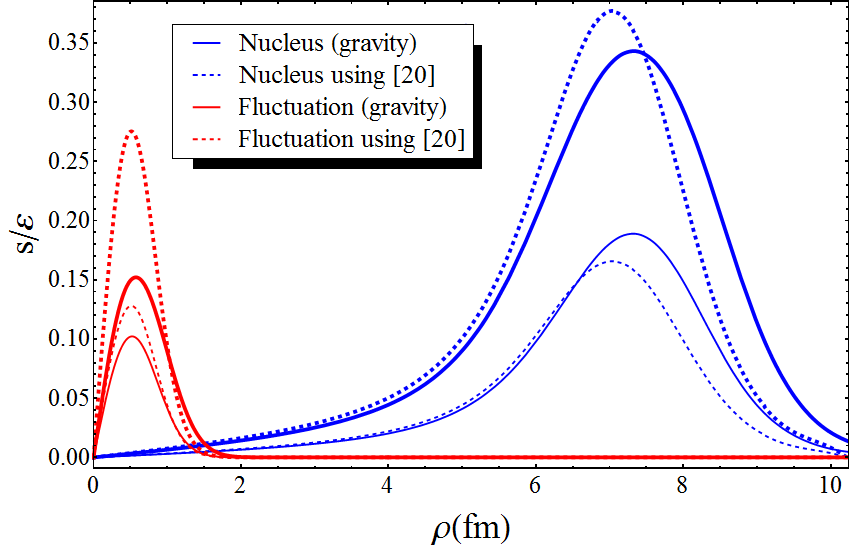 0.35
0.30
0.25
0.20
0.15
0.10
0.05
0.00
s/ε
Nucleus (gravity)
Nucleus using [20]
Fluctuation (gravity)
Fluctuation using [20]
0 2 4 6 8 10
ρ(fm)